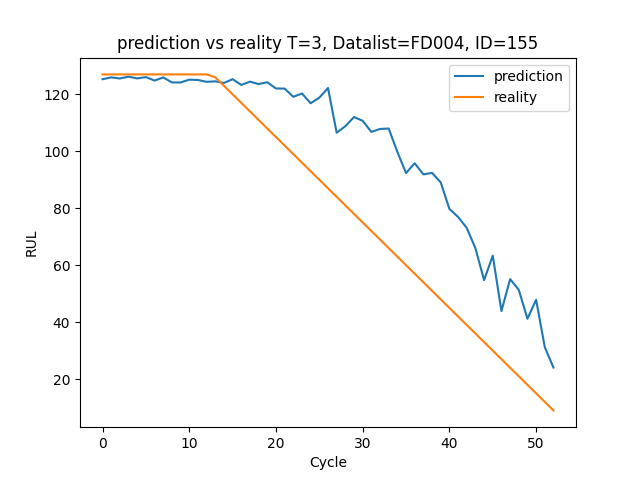 prediction vs reality T=3, Datalist=FD004, ID=155
prediction
reality
RUL
120
100
80
60
40
20
0 10 20 30 40 50
Cycle